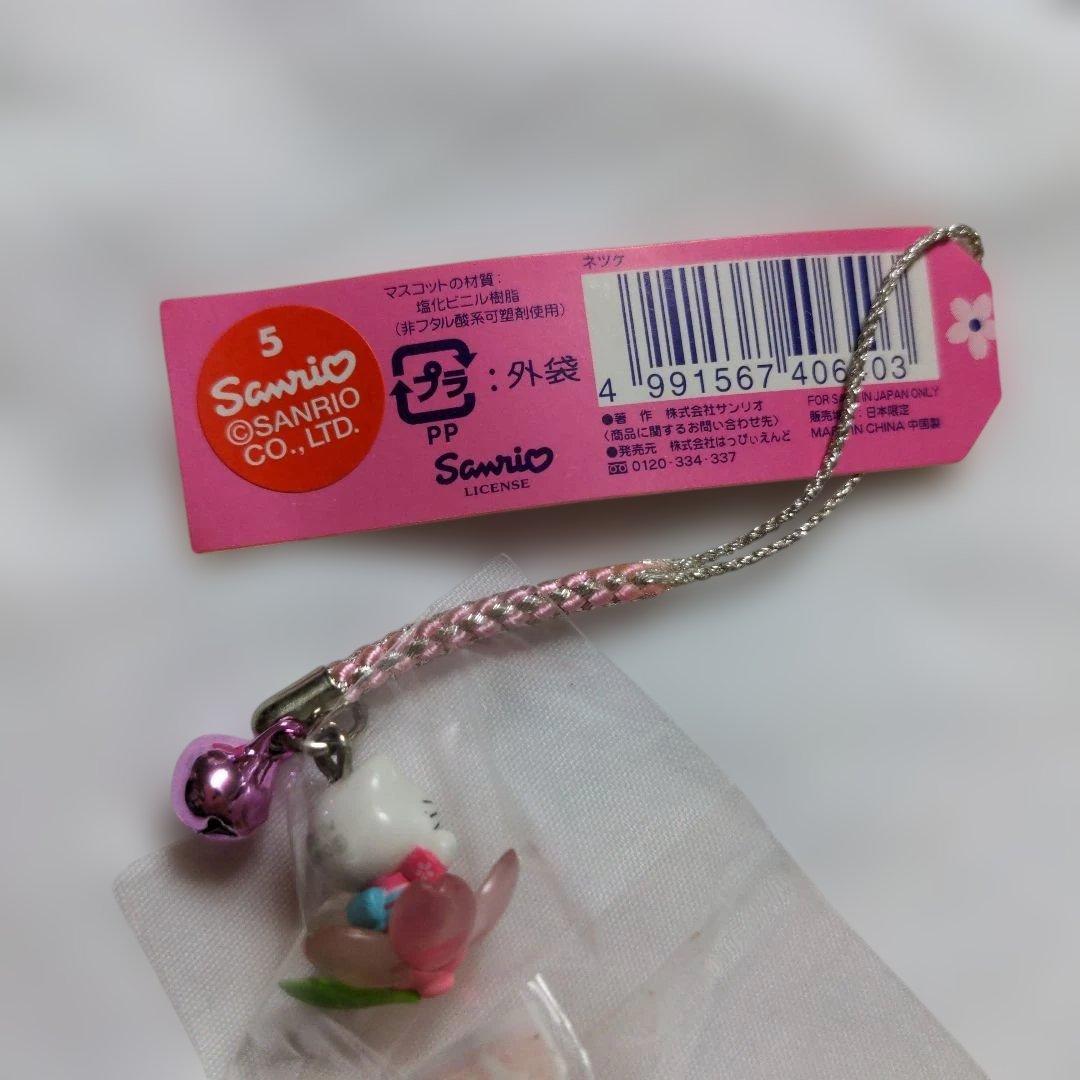 5
Sanrio
©SANRIO
CO., LTD.
マスコットの材質:
塩化ビニル樹脂
(非フタル酸系可塑剤使用)
プラ :外袋
PP
Sanrio
LICENSE
ネツケ
4 991567 406 03
●著 作 株式会社サンリオ
〈商品に関するお問い合わせ先〉
●発売元 株式会社はっぴぃえんど
0120-334-337
FOR IN JAPAN ONLY
販売 :日本限定
IN CHINA 中国製